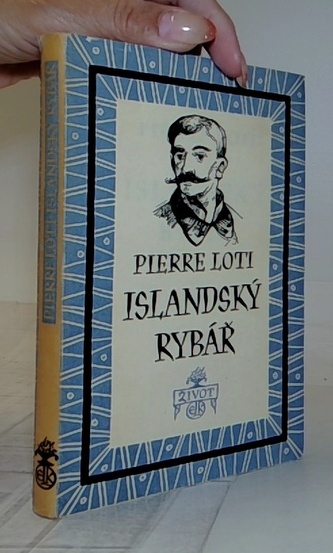 PIERRE LOTI ISLANDSKÝ RYBÁŘ
PIERRE LOTI
ISLANDSKÝ
RYBÁŘ
ŽIVOT